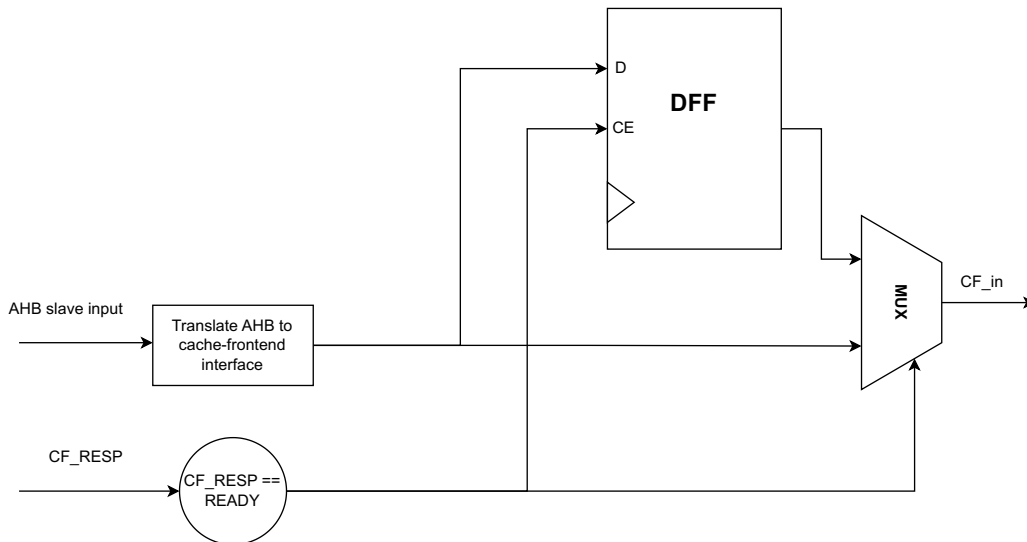 D
DFF
CE
MUX
CF_in
AHB slave input
Translate AHB to
cache-frontend
interface
CF_RESP
CF_RESP ==
READY